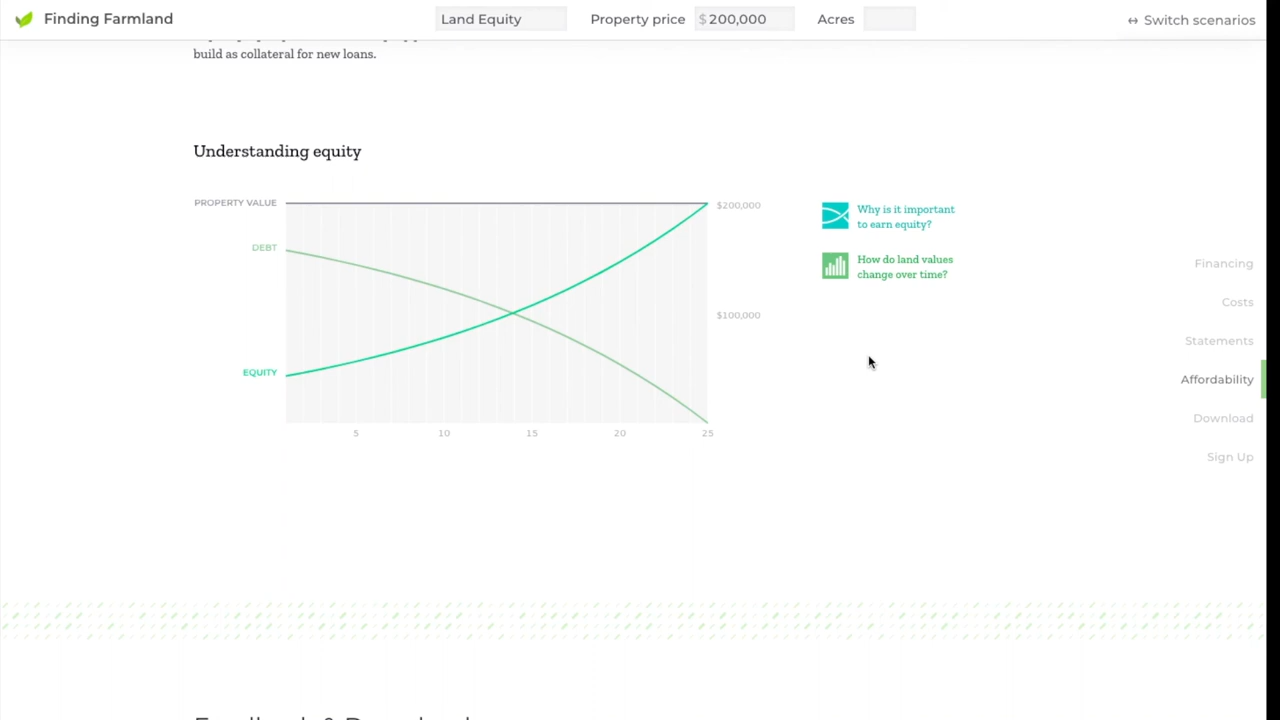 Finding Farmland
Land Equity
Property price
$ 200,000
Acres
↔ Switch scenarios
build as collateral for new loans.
Understanding equity
PROPERTY VALUE
DEBT
EQUITY
$200,000
$100,000
5 10 15 20 25
Why is it important
to earn equity?
How do land values
change over time?
Financing
Costs
Statements
Affordability
Download
Sign Up